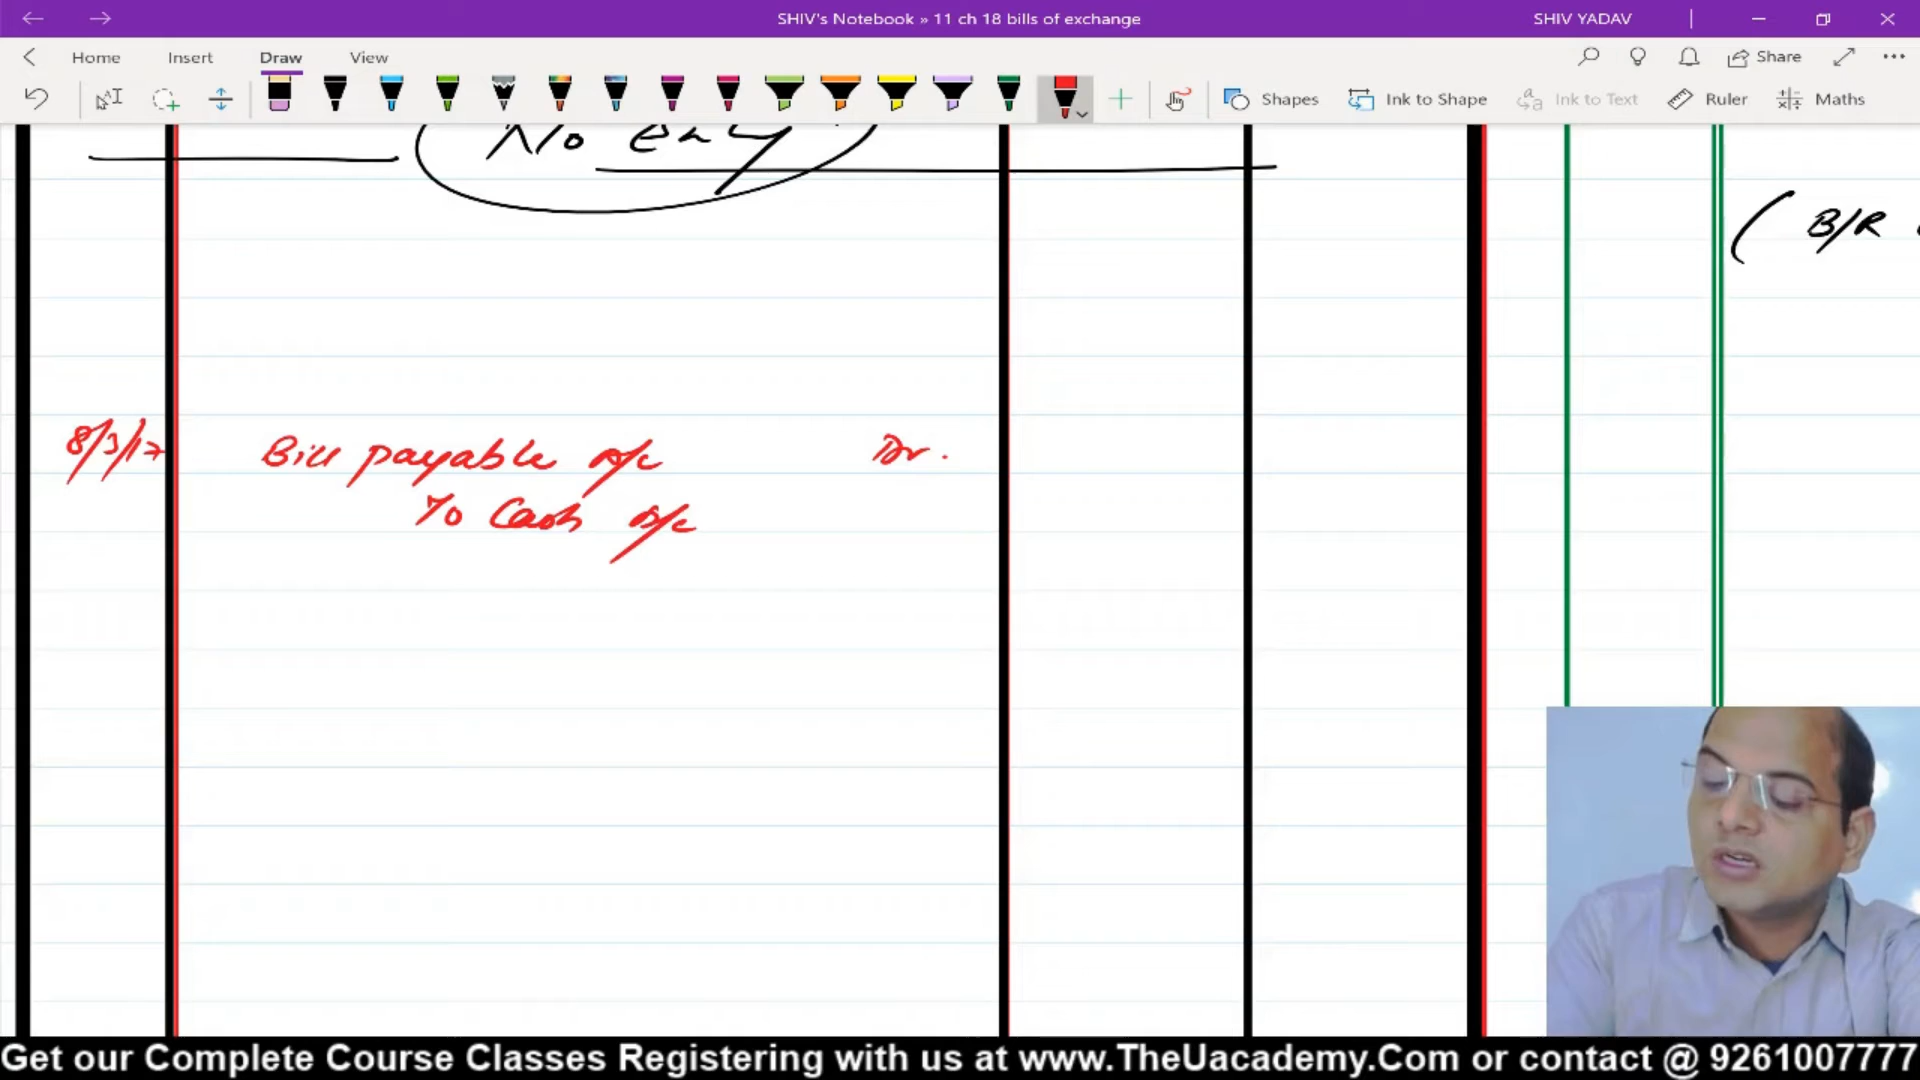 SHIV's Notebook » 11 ch 18 bills of exchange
SHIV YADAV
Home Insert Draw View
Share
Shapes Ink to Shape Ink to Text Ruler Maths
No entry
(B/R
8/3/17 Bill payable A/c Dr.
To Cash A/c
Get our Complete Course Classes Registering with us at www.TheUacademy.Com or contact @ 9261007777